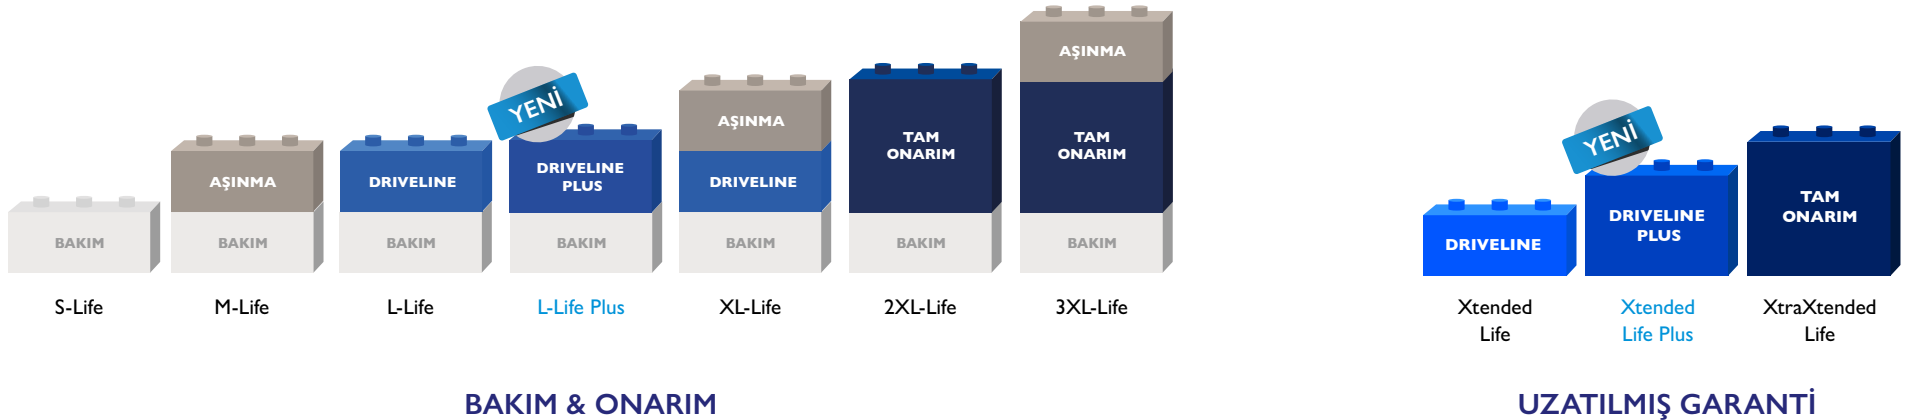 BAKIM
S-Life
AŞINMA
BAKIM
M-Life
DRIVELINE
BAKIM
L-Life
YENİ
DRIVELINE
PLUS
BAKIM
L-Life Plus
AŞINMA
DRIVELINE
BAKIM
XL-Life
TAM
ONARIM
BAKIM
2XL-Life
AŞINMA
TAM
ONARIM
BAKIM
3XL-Life
BAKIM & ONARIM
DRIVELINE
Xtended
Life
YENİ
DRIVELINE
PLUS
Xtended
Life Plus
TAM
ONARIM
XtraXtended
Life
UZATILMIŞ GARANTİ